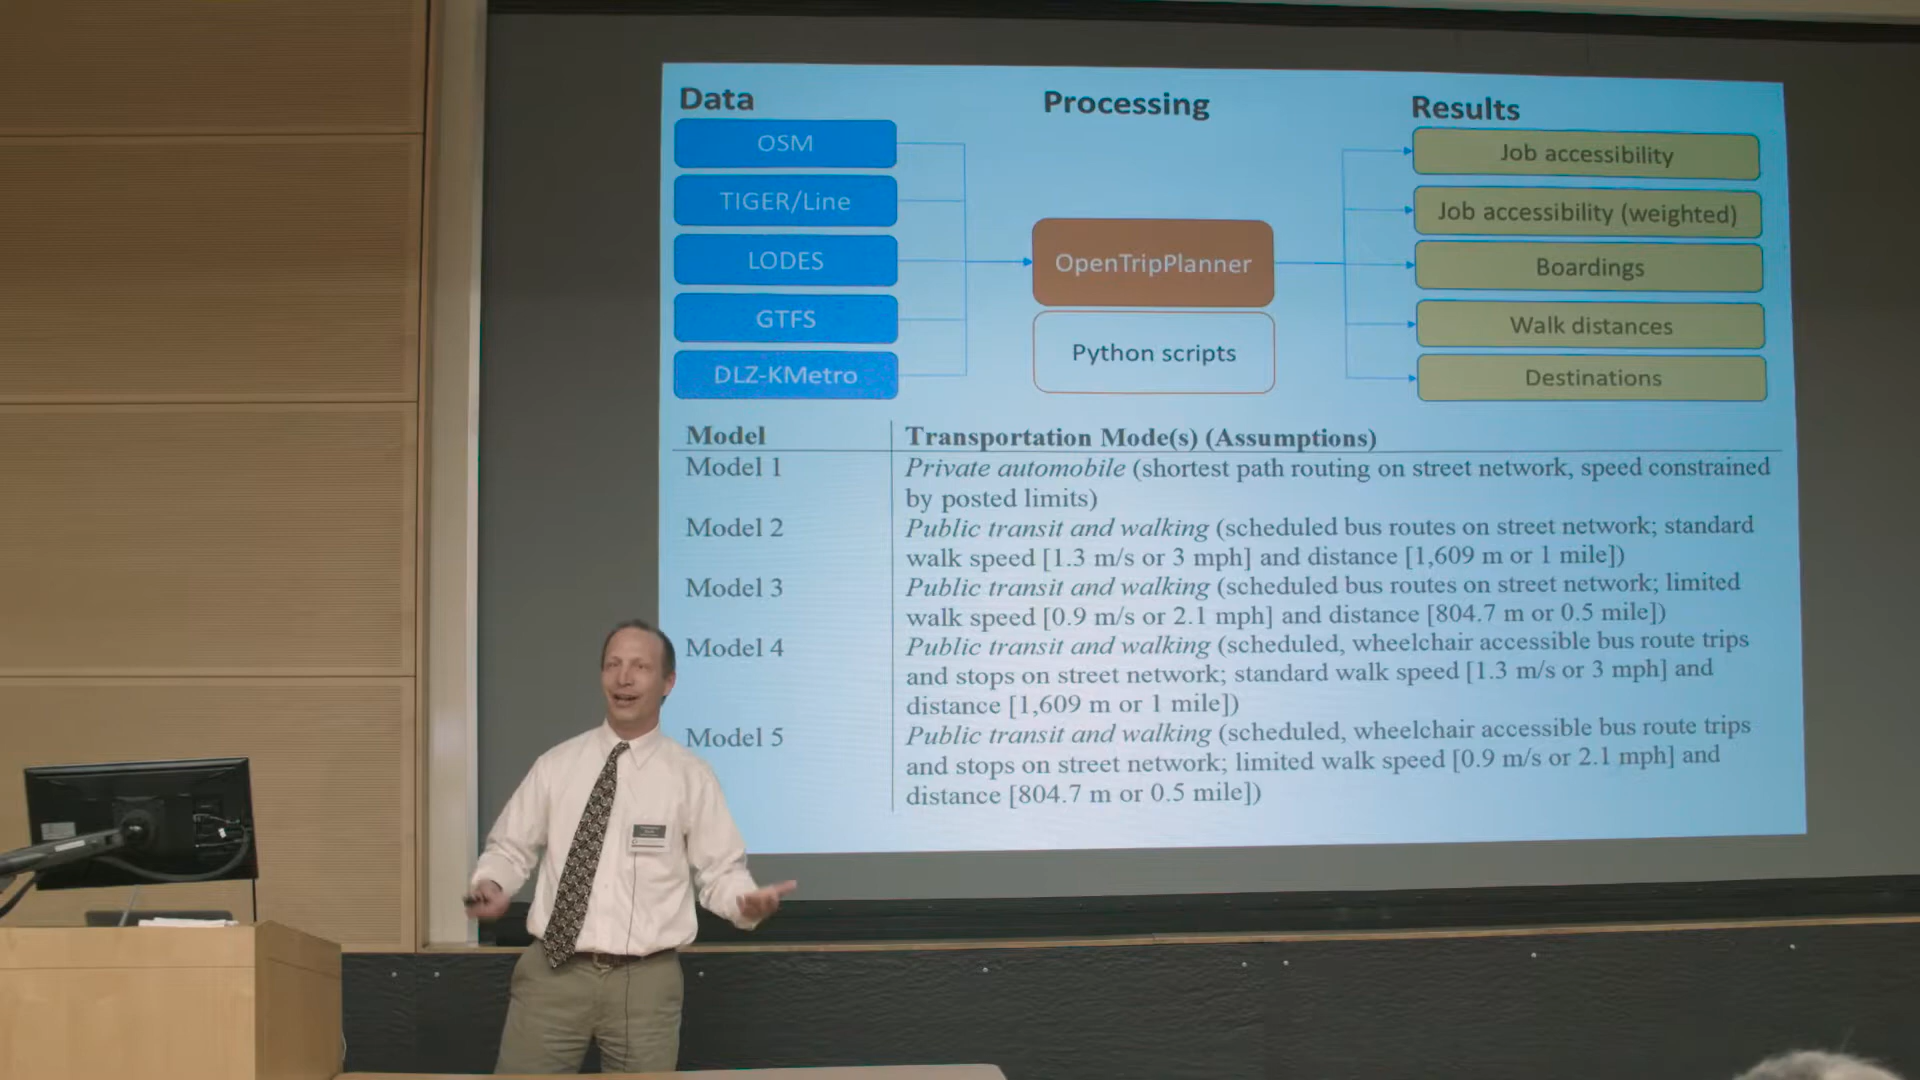 Data
Processing
Results
OSM
TIGER/Line
LODES
GTFS
DLZ-KMetro
OpenTripPlanner
Python scripts
Job accessibility
Job accessibility (weighted)
Boardings
Walk distances
Destinations
Model
Transportation Mode(s) (Assumptions)
Model 1
Private automobile (shortest path routing on street network, speed constrained
by posted limits)
Model 2
Public transit and walking (scheduled bus routes on street network; standard
walk speed [1.3 m/s or 3 mph] and distance [1,609 m or 1 mile])
Model 3
Public transit and walking (scheduled bus routes on street network; limited
walk speed [0.9 m/s or 2.1 mph] and distance [804.7 m or 0.5 mile])
Model 4
Public transit and walking (scheduled, wheelchair accessible bus route trips
and stops on street network; standard walk speed [1.3 m/s or 3 mph] and
distance [1,609 m or 1 mile])
Model 5
Public transit and walking (scheduled, wheelchair accessible bus route trips
and stops on street network; limited walk speed [0.9 m/s or 2.1 mph] and
distance [804.7 m or 0.5 mile])